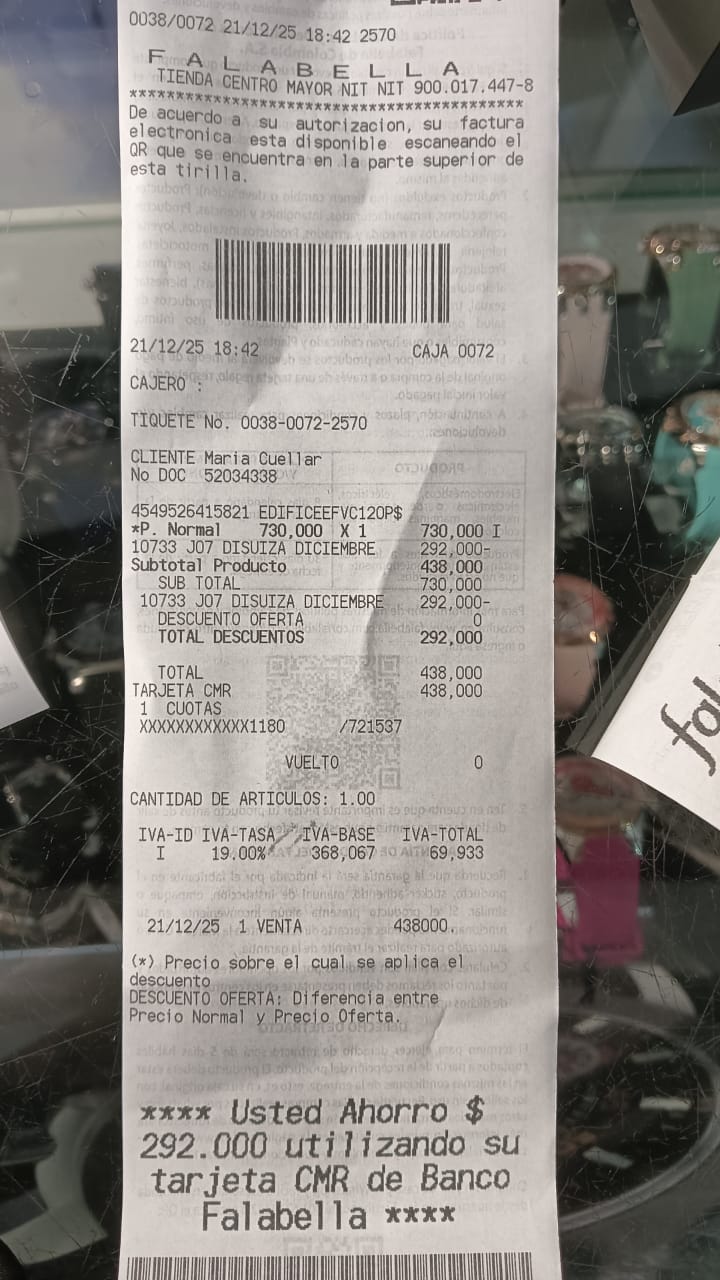 0038/0072 21/12/25 18:42 2570
F A L A B E L L A
TIENDA CENTRO MAYOR NIT NIT 900.017.447-8
******************************************
De acuerdo a su autorizacion, su factura
electronica esta disponible escaneando el
QR que se encuentra en la parte superior de
esta tirilla.
21/12/25 18:42 CAJA 0072
CAJERO :
TIQUETE No. 0038-0072-2570
CLIENTE Maria Cuellar
No DOC 52034338
4549526415821 EDIFICEEFVC120P$
*P. Normal 730,000 X 1 730,000 I
10733 J07 DISUIZA DICIEMBRE 292,000-
Subtotal Producto 438,000
SUB TOTAL 730,000
10733 J07 DISUIZA DICIEMBRE 292,000-
DESCUENTO OFERTA 0
TOTAL DESCUENTOS 292,000
TOTAL 438,000
TARJETA CMR 438,000
1 CUOTAS
XXXXXXXXXXXX1180 /721537
VUELTO 0
CANTIDAD DE ARTICULOS: 1.00
IVA-ID IVA-TASA IVA-BASE IVA-TOTAL
I 19.00% 368,067 69,933
21/12/25 1 VENTA 438000.
(*) Precio sobre el cual se aplica el
descuento
DESCUENTO OFERTA: Diferencia entre
Precio Normal y Precio Oferta.
**** Usted Ahorro $
292.000 utilizando su
tarjeta CMR de Banco
Falabella ****
fal